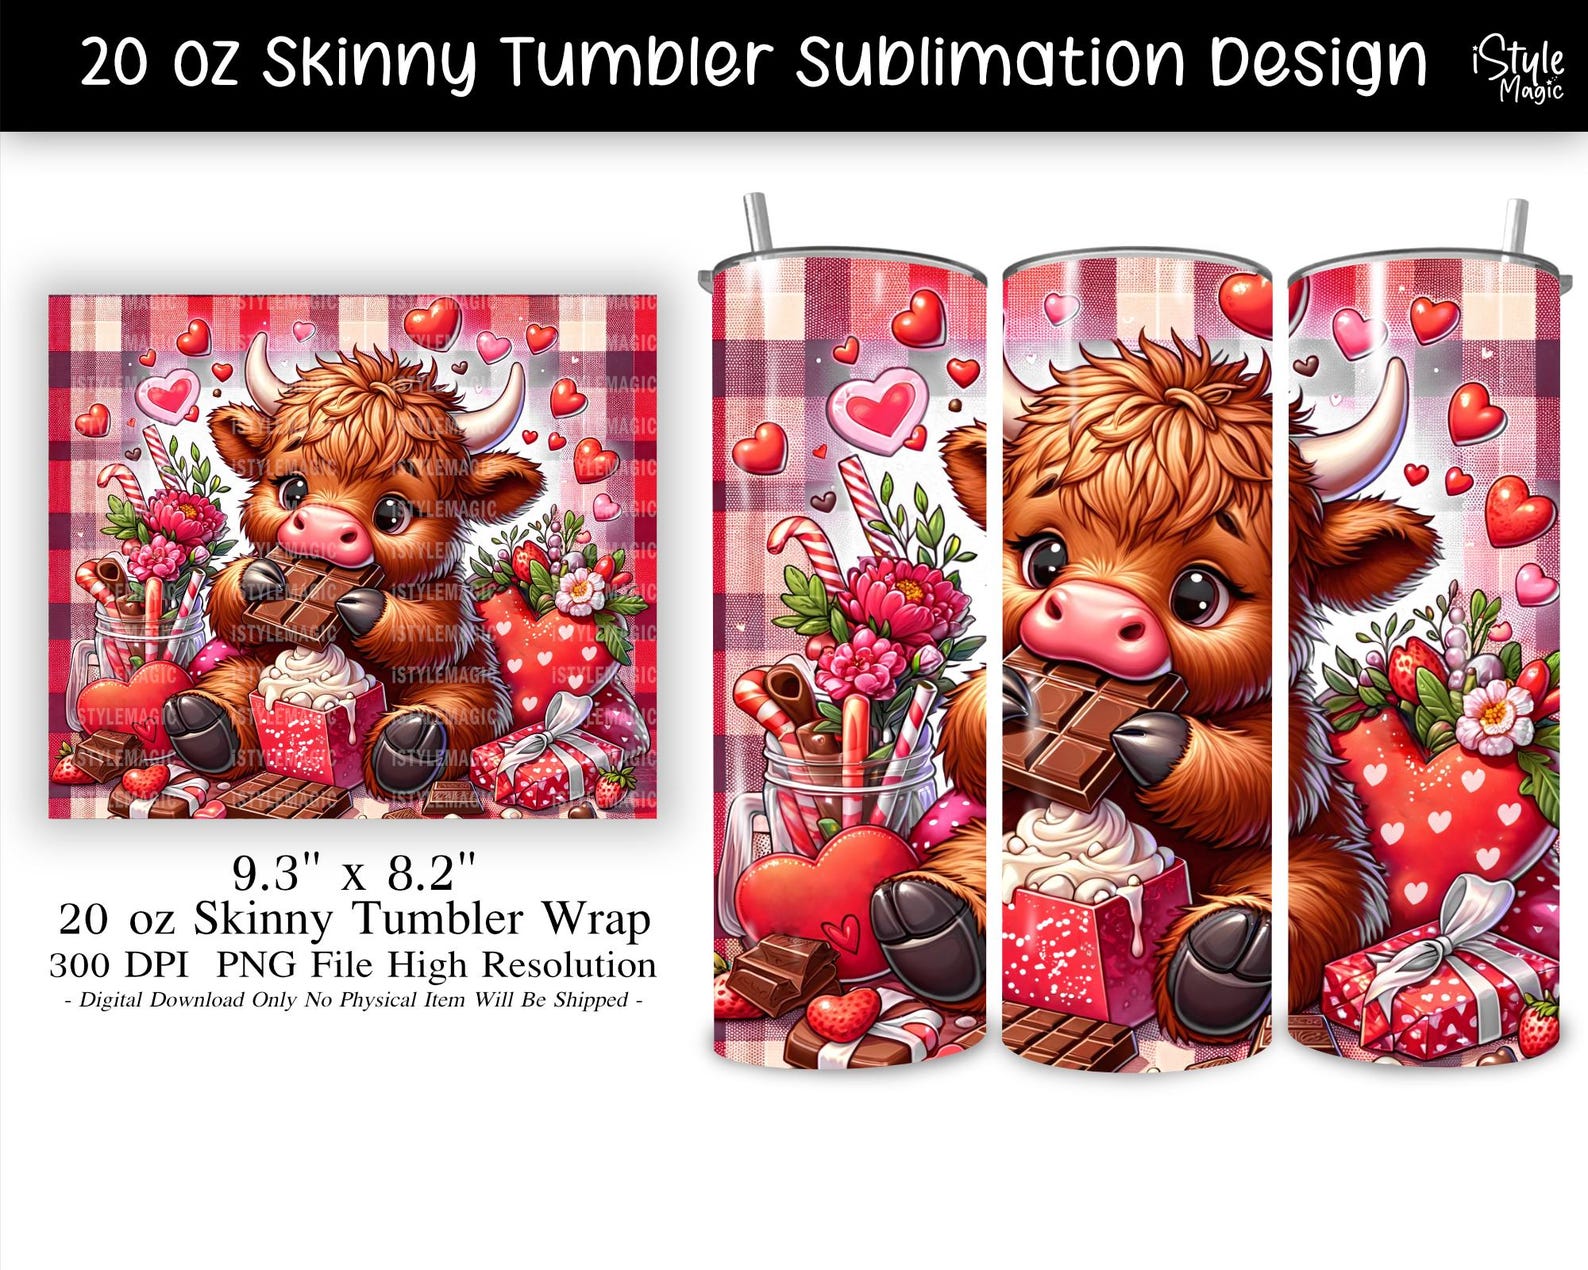 20 oz Skinny Tumbler Sublimation Design
iStyle
Magic
iSTYLEMAGIC
9.3" x 8.2"
20 oz Skinny Tumbler Wrap
300 DPI PNG File High Resolution
- Digital Download Only No Physical Item Will Be Shipped -